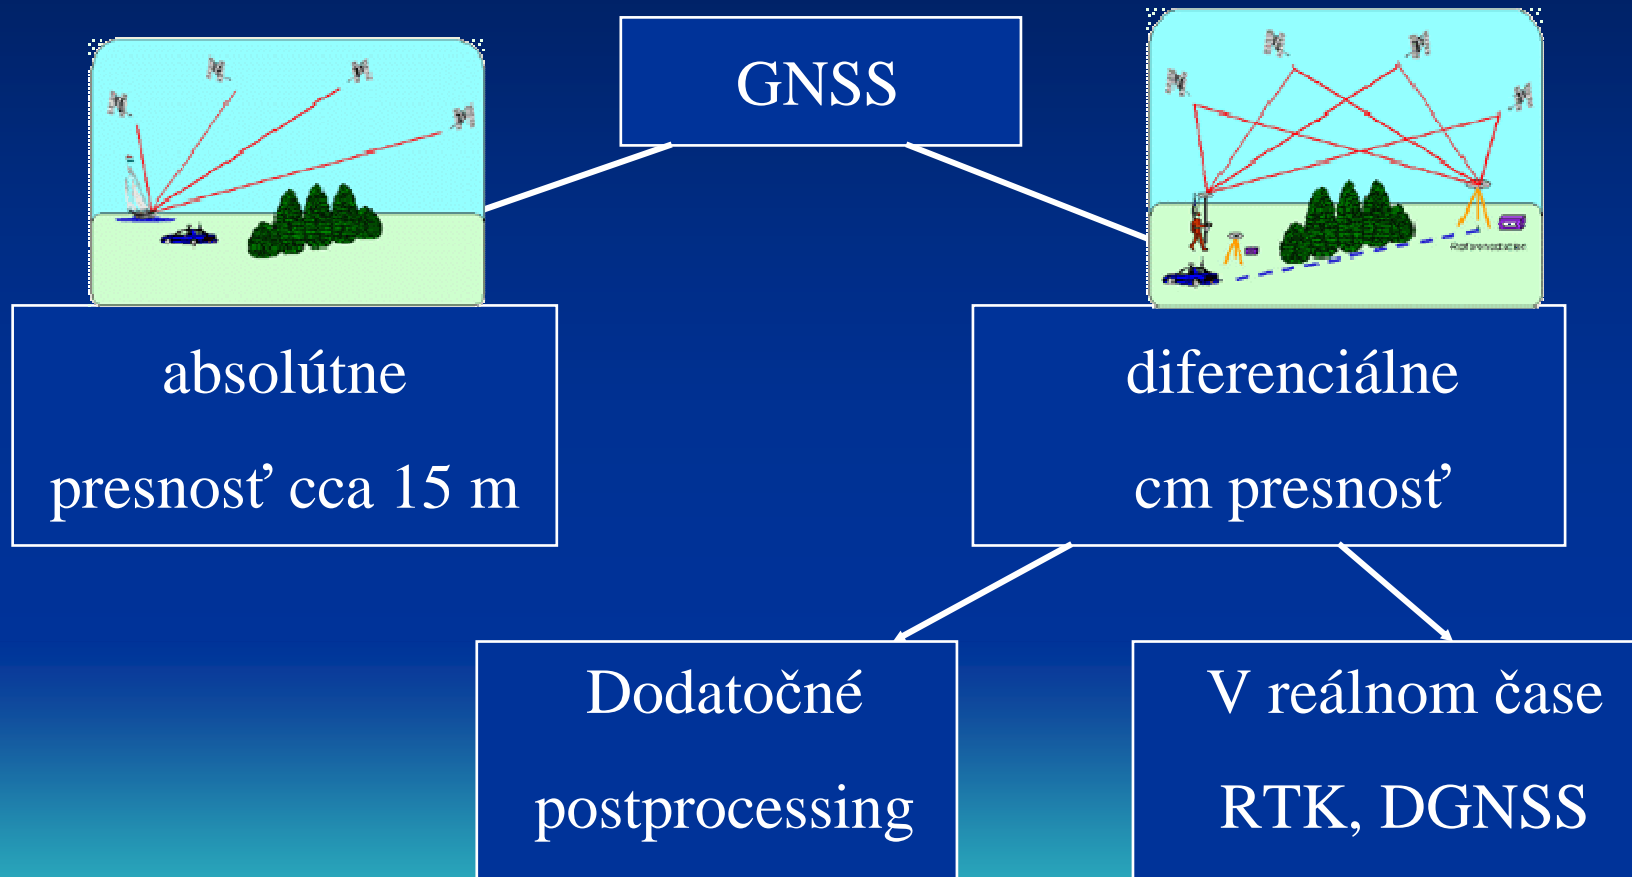 GNSS
absolútne
presnosť cca 15 m
diferenciálne
cm presnosť
Dodatočné
postprocessing
V reálnom čase
RTK, DGNSS